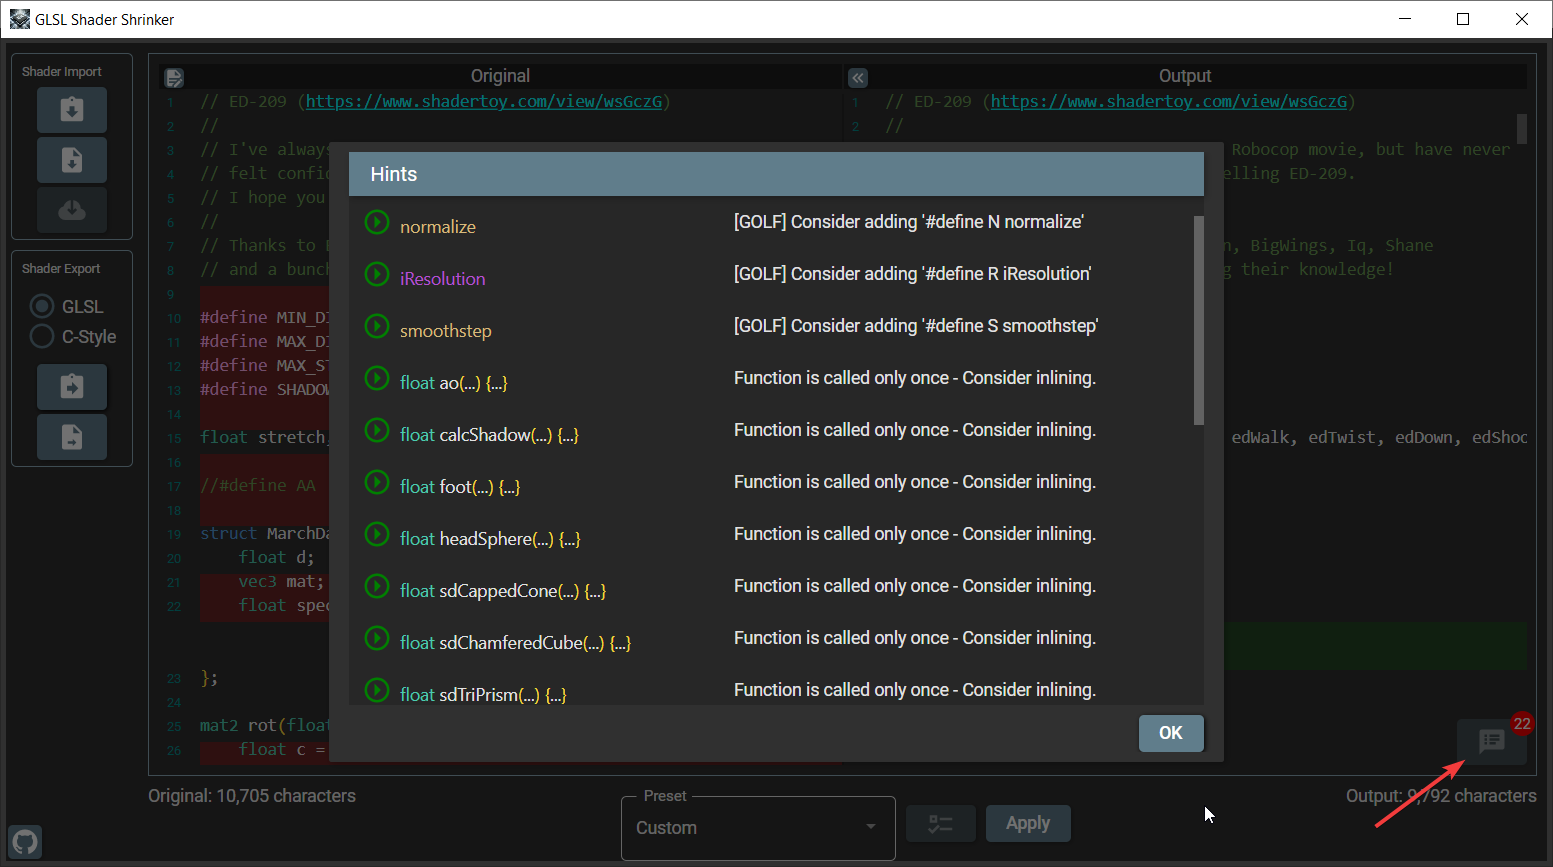 GLSL Shader Shrinker
Shader Import
Shader Export
GLSL
C-Style
Original
1 // ED-209 (https://www.shadertoy.com/view/wsGczG)
2 //
3 // I've always
4 // felt confid
5 // I hope you
6 //
7 // Thanks to
8 // and a bunch
9
10 #define MIN_DI
11 #define MAX_DI
12 #define MAX_ST
13 #define SHADOW
14
15 float stretch,
16
17 //#define AA
18
19 struct MarchDa
20 float d;
21 vec3 mat;
22 float spec
23 };
24
25 mat2 rot(float
26 float c =
Output
1 // ED-209 (https://www.shadertoy.com/view/wsGczG)
2 //
Robocop movie, but have never
elling ED-209.
n, BigWings, Iq, Shane
g their knowledge!
edWalk, edTwist, edDown, edShoo
Hints
normalize [GOLF] Consider adding '#define N normalize'
iResolution [GOLF] Consider adding '#define R iResolution'
smoothstep [GOLF] Consider adding '#define S smoothstep'
float ao(...) {...} Function is called only once - Consider inlining.
float calcShadow(...) {...} Function is called only once - Consider inlining.
float foot(...) {...} Function is called only once - Consider inlining.
float headSphere(...) {...} Function is called only once - Consider inlining.
float sdCappedCone(...) {...} Function is called only once - Consider inlining.
float sdChamferedCube(...) {...} Function is called only once - Consider inlining.
float sdTriPrism(...) {...} Function is called only once - Consider inlining.
OK
22
Original: 10,705 characters
Preset
Custom
Apply
Output: 9,792 characters